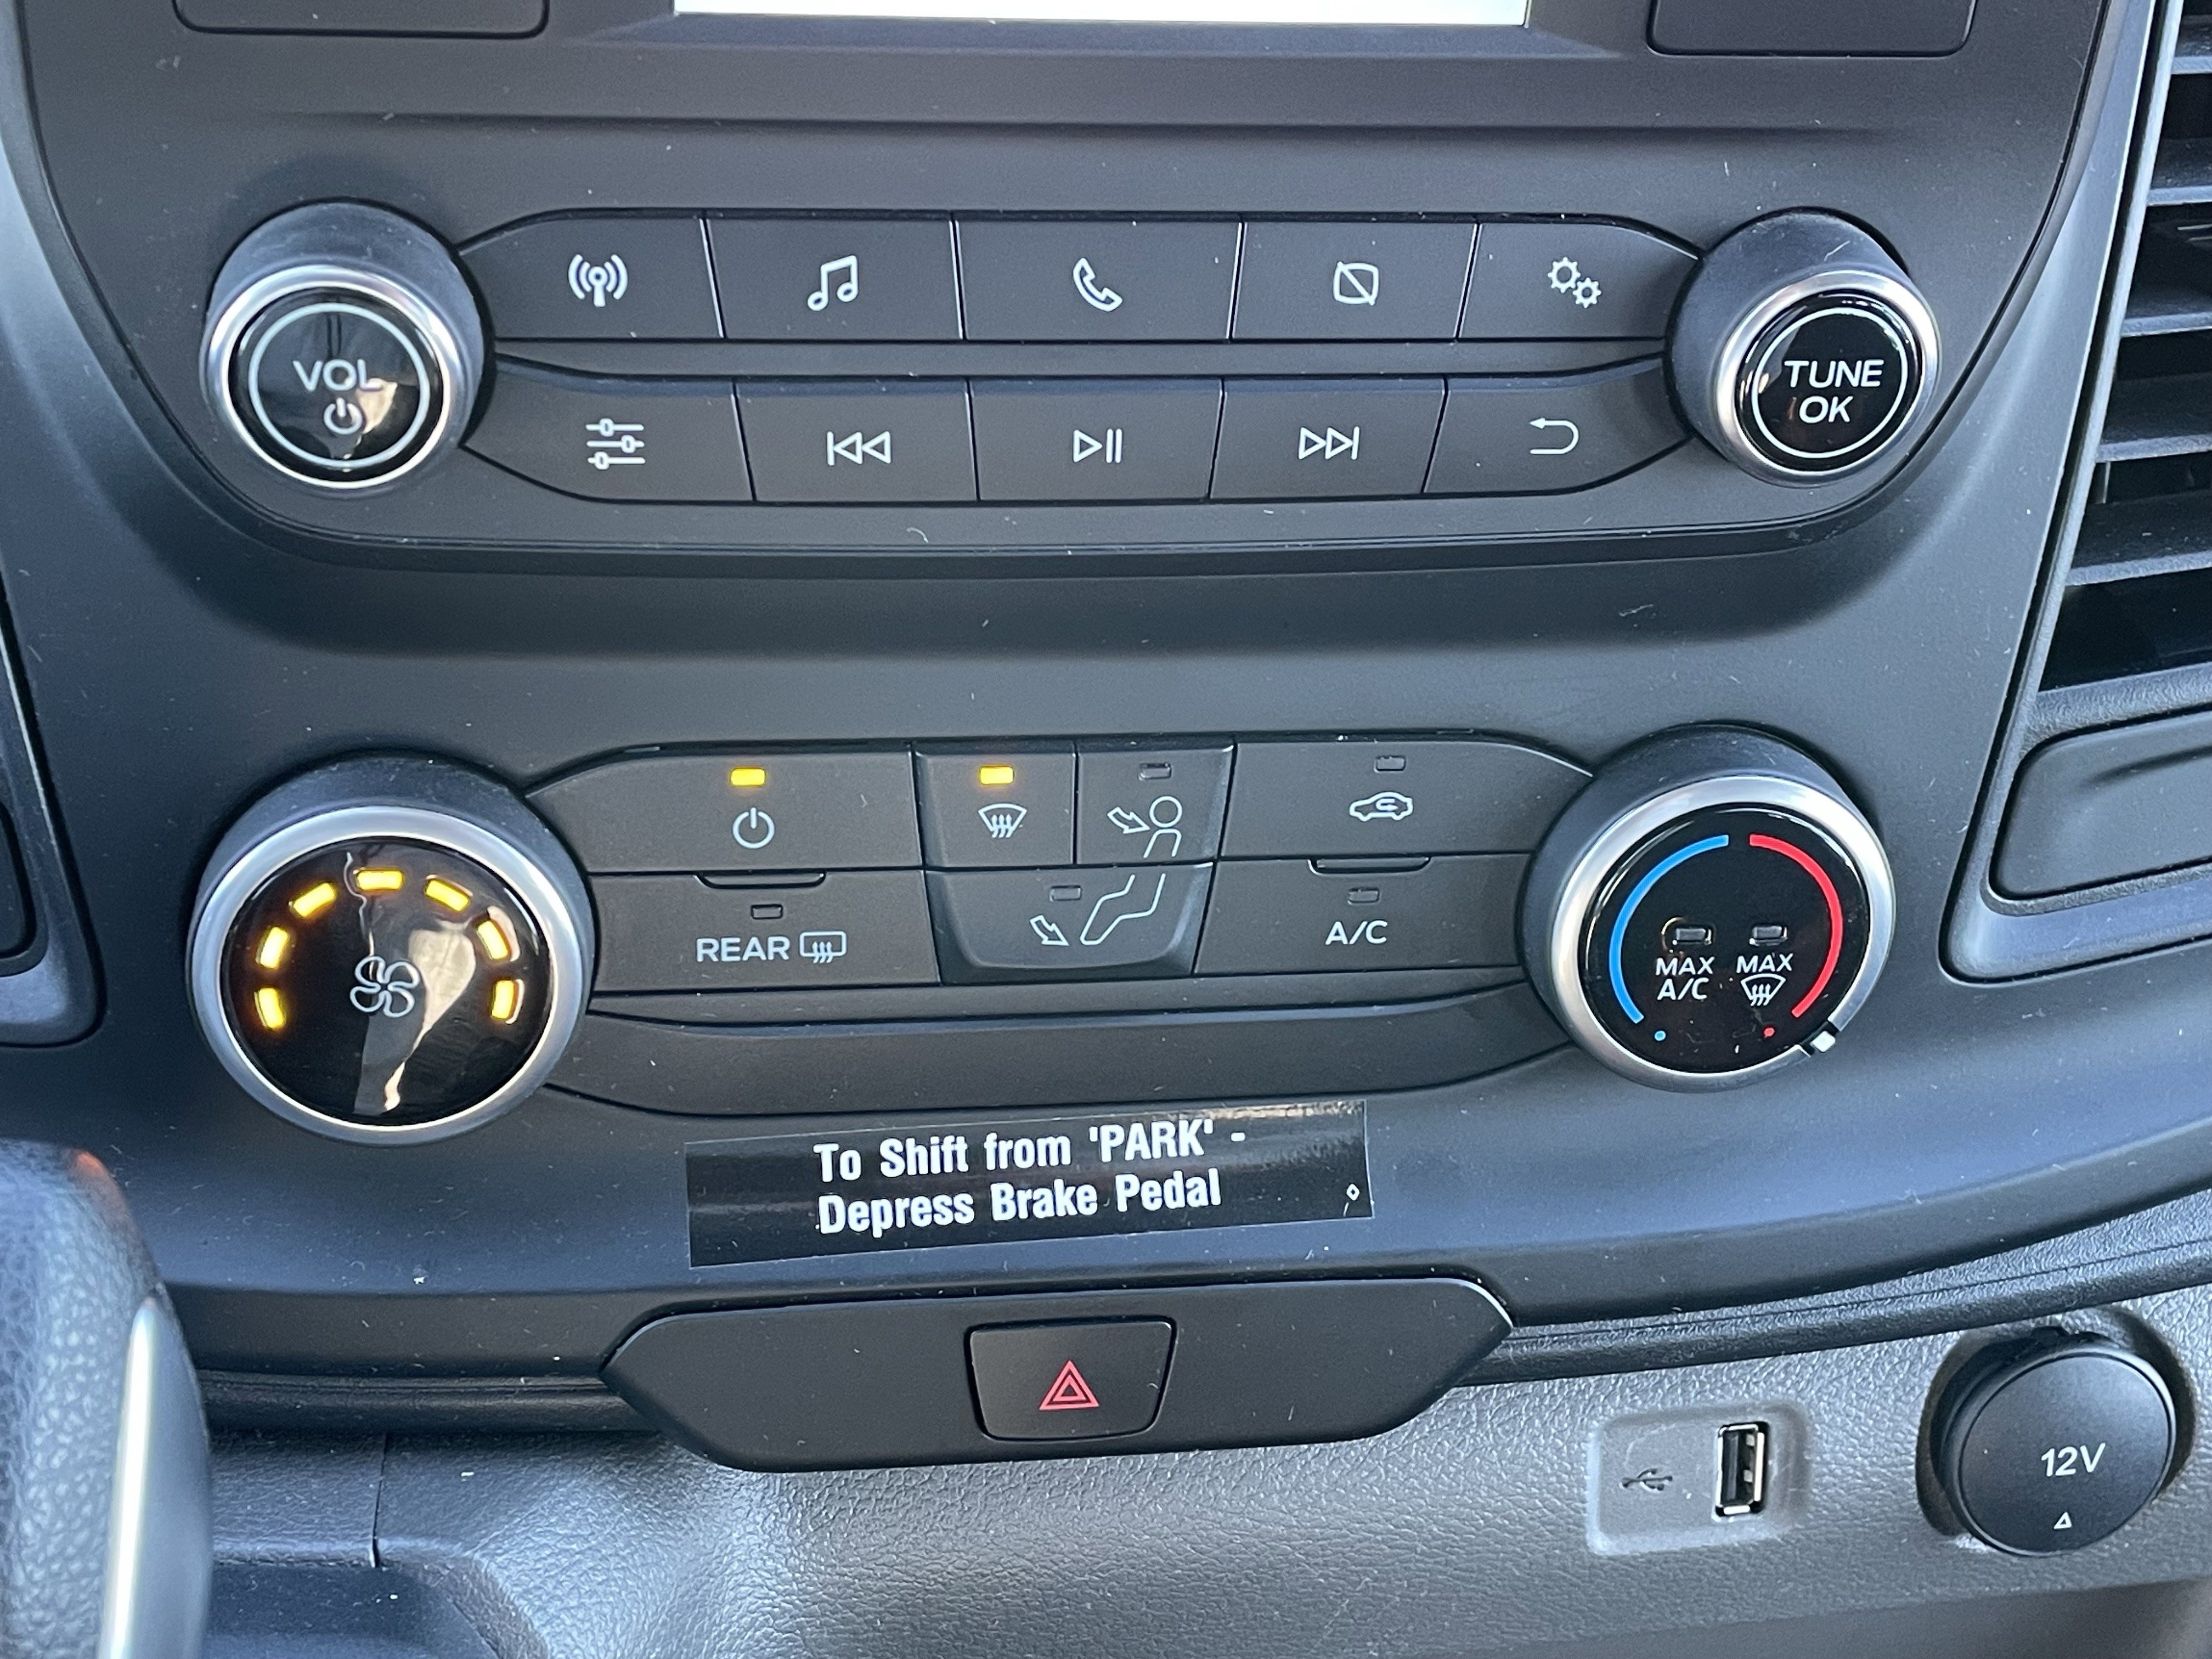 VOL
TUNE
OK
REAR
A/C
MAX MAX
A/C
To Shift from 'PARK' -
Depress Brake Pedal
12V